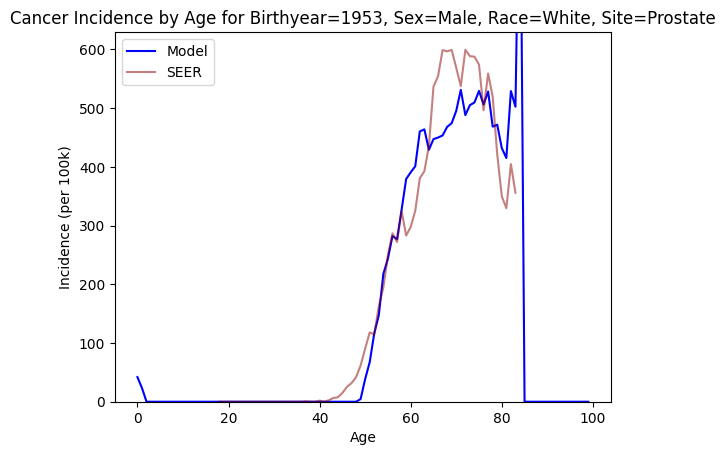 Cancer Incidence by Age for Birthyear=1953, Sex=Male, Race=White, Site=Prostate
Model
SEER
600
500
400
300
200
100
0
Incidence (per 100k)
0 20 40 60 80 100
Age